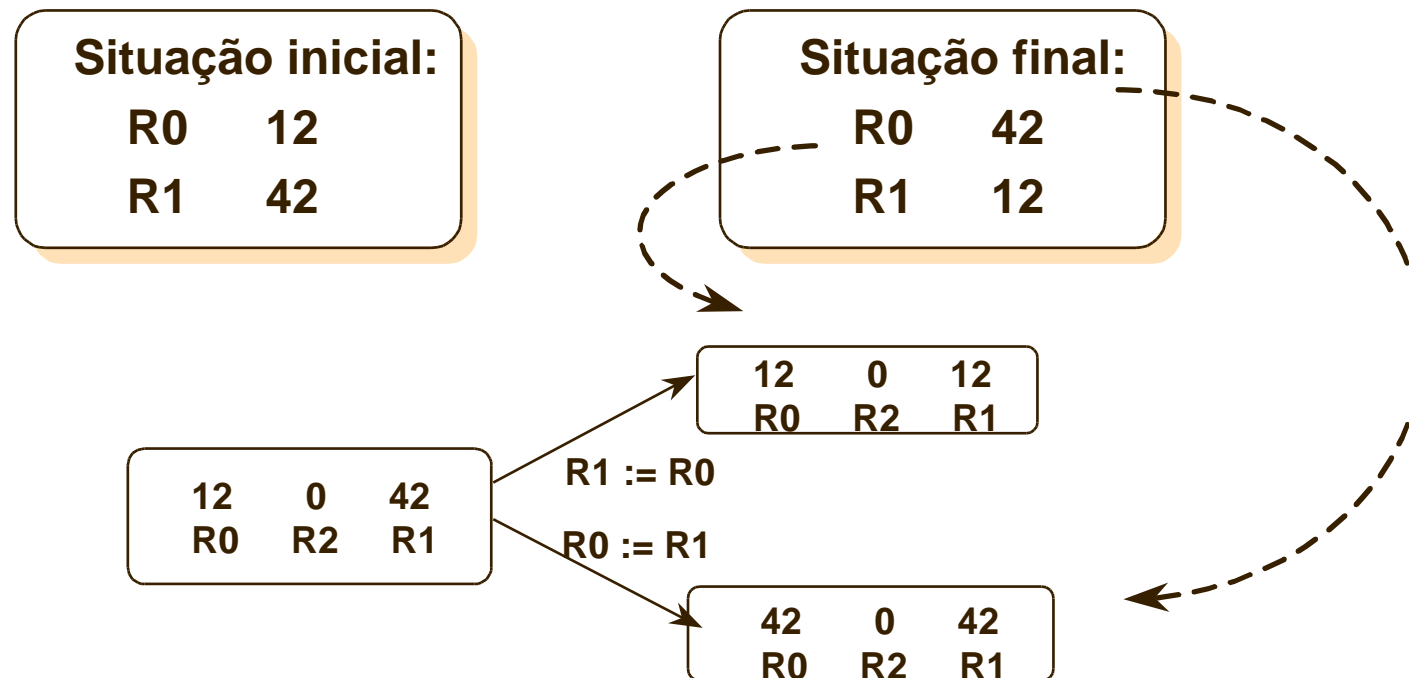 Situação inicial:
R0 12
R1 42
Situação final:
R0 42
R1 12
12 0 12
R0 R2 R1
R1 := R0
12 0 42
R0 R2 R1
R0 := R1
42 0 42
R0 R2 R1